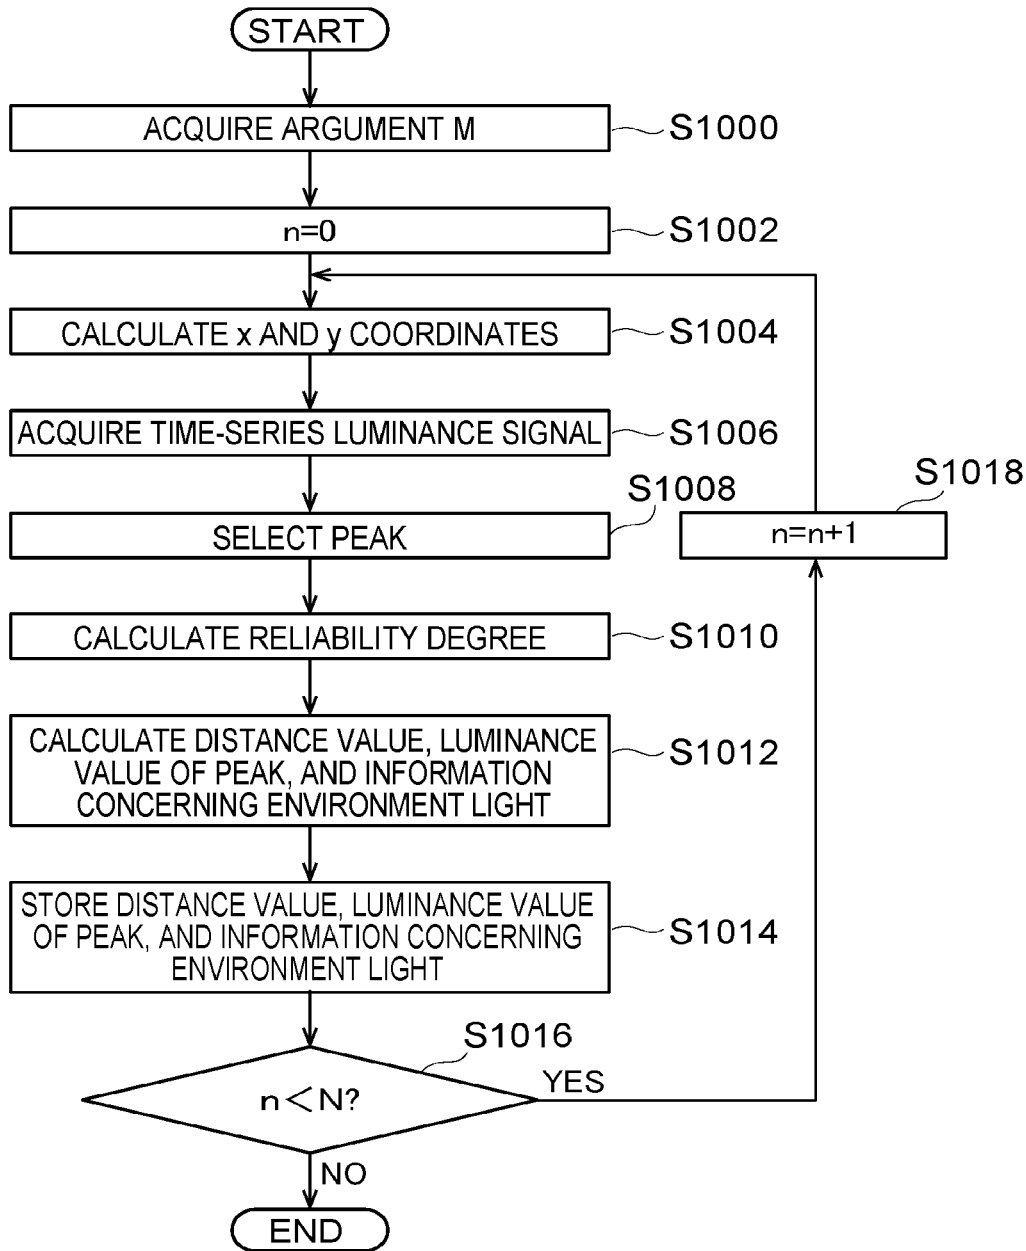 START
ACQUIRE ARGUMENT M
S1000
n=0
S1002
CALCULATE x AND y COORDINATES
S1004
ACQUIRE TIME-SERIES LUMINANCE SIGNAL
S1006
S1008
SELECT PEAK
S1018
n=n+1
CALCULATE RELIABILITY DEGREE
S1010
CALCULATE DISTANCE VALUE, LUMINANCE
VALUE OF PEAK, AND INFORMATION
CONCERNING ENVIRONMENT LIGHT
S1012
STORE DISTANCE VALUE, LUMINANCE VALUE
OF PEAK, AND INFORMATION CONCERNING
ENVIRONMENT LIGHT
S1014
S1016
n<N?
YES
NO
END